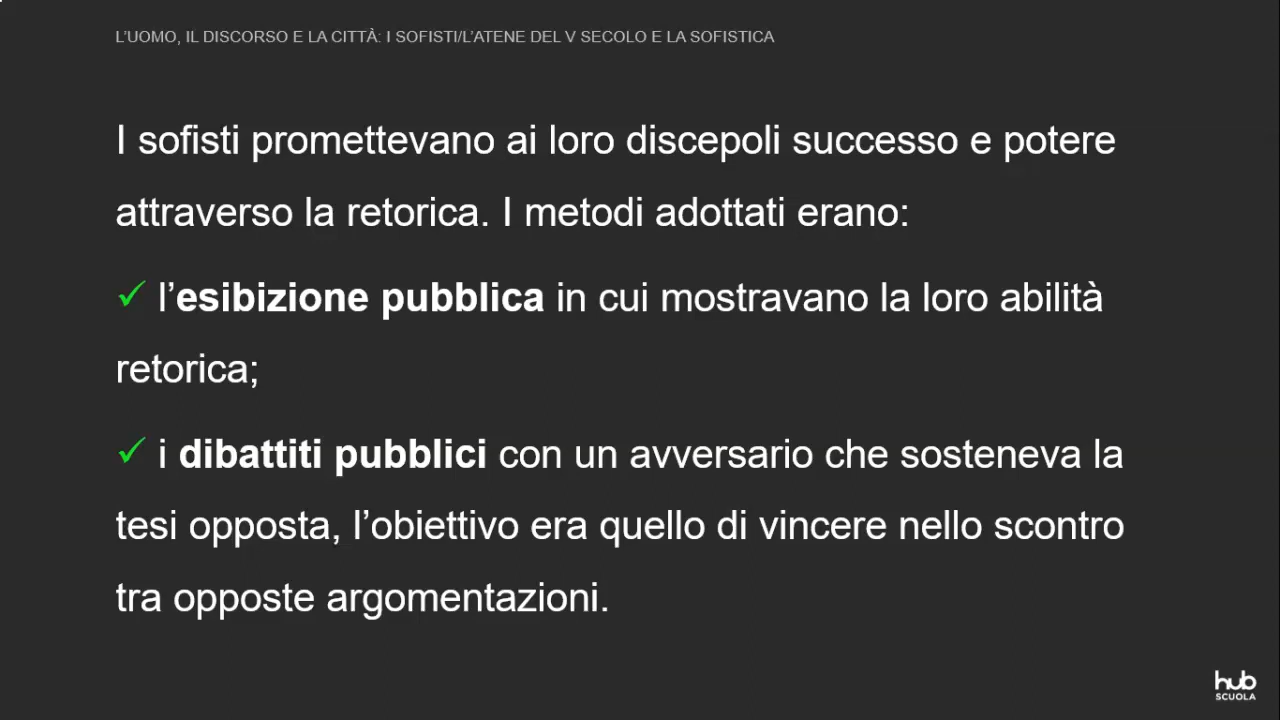 L’UOMO, IL DISCORSO E LA CITTÀ: I SOFISTI/L’ATENE DEL V SECOLO E LA SOFISTICA
I sofisti promettevano ai loro discepoli successo e potere
attraverso la retorica. I metodi adottati erano:
✓ l’esibizione pubblica in cui mostravano la loro abilità
retorica;
✓ i dibattiti pubblici con un avversario che sosteneva la
tesi opposta, l’obiettivo era quello di vincere nello scontro
tra opposte argomentazioni.
hub
SCUOLA